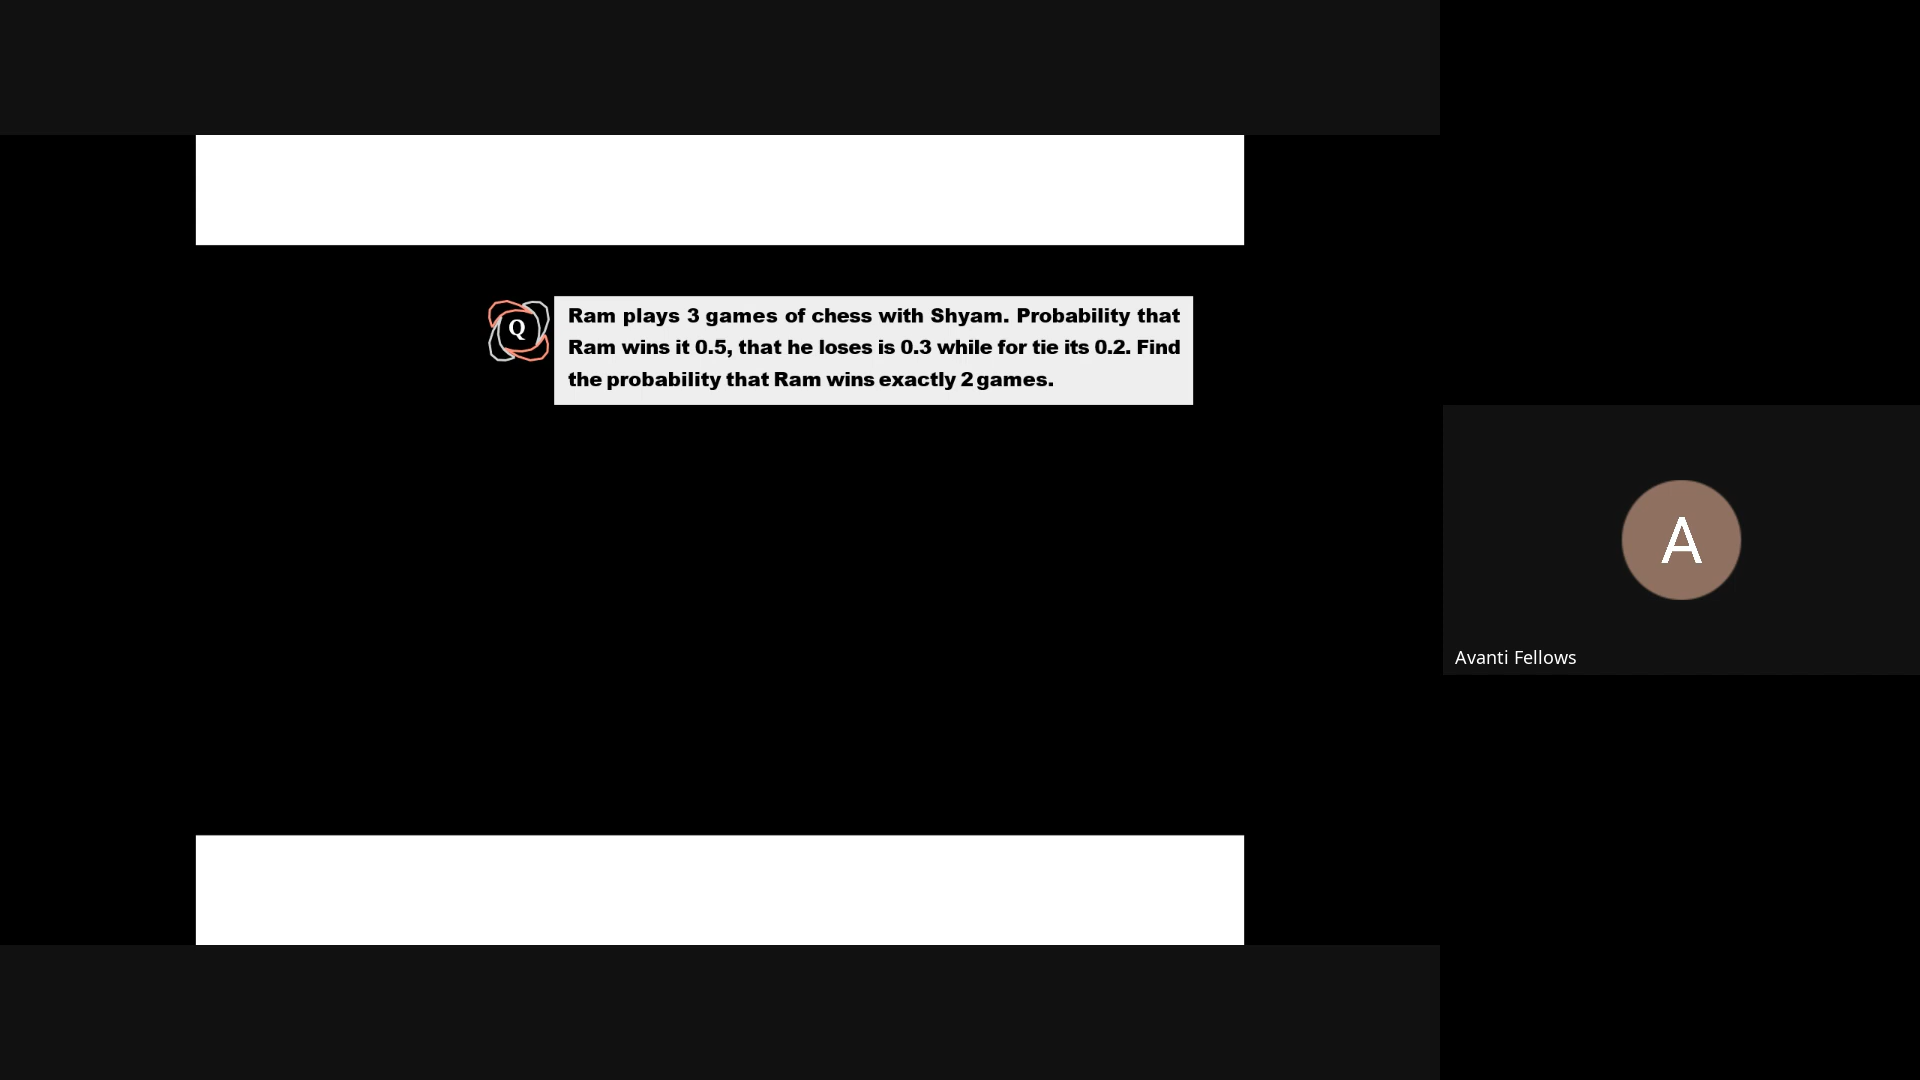 Q
Ram plays 3 games of chess with Shyam. Probability that
Ram wins it 0.5, that he loses is 0.3 while for tie its 0.2. Find
the probability that Ram wins exactly 2 games.
A
Avanti Fellows